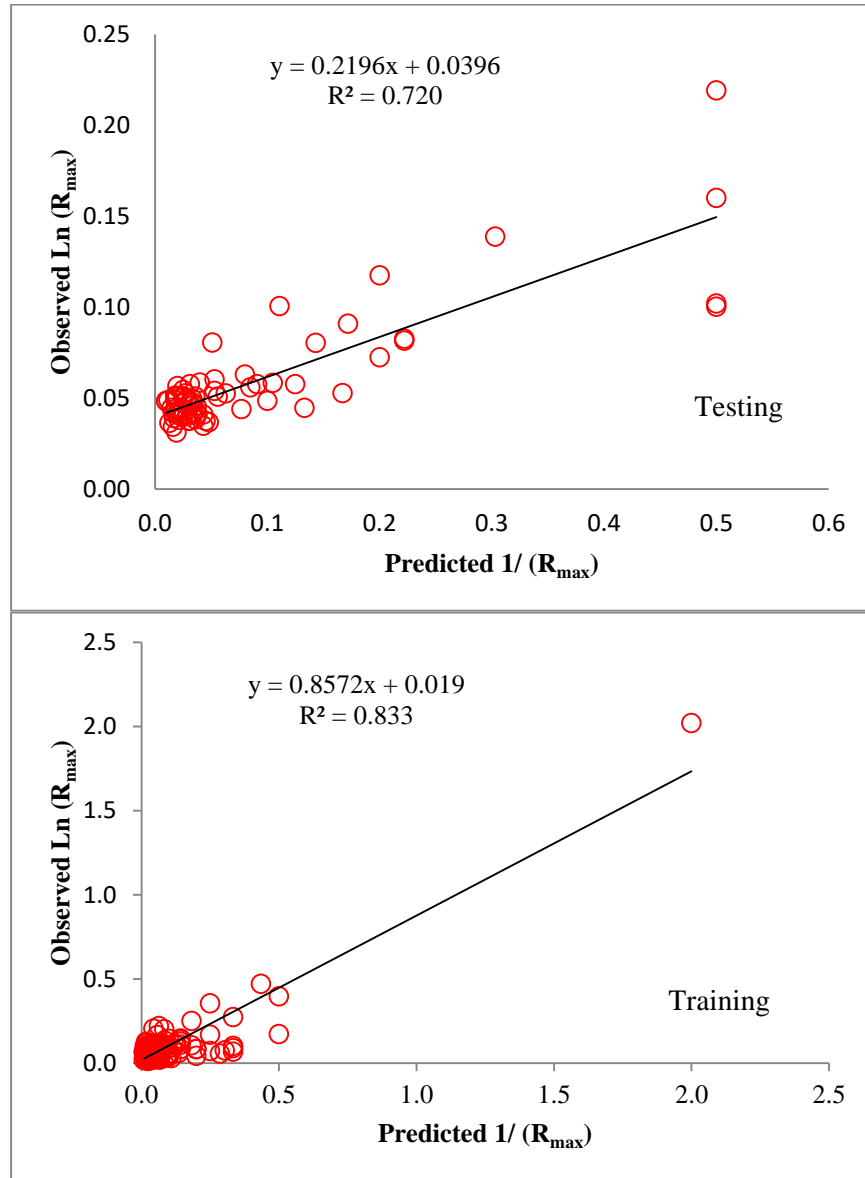 0.25
y = 0.2196x + 0.0396
R² = 0.720
0.20
0.15
0.10
0.05
0.00
Observed Ln (Rmax)
Testing
0.0 0.1 0.2 0.3 0.4 0.5 0.6
Predicted 1/ (Rmax)
2.5
y = 0.8572x + 0.019
R² = 0.833
2.0
1.5
1.0
0.5
0.0
Observed Ln (Rmax)
Training
0.0 0.5 1.0 1.5 2.0 2.5
Predicted 1/ (Rmax)